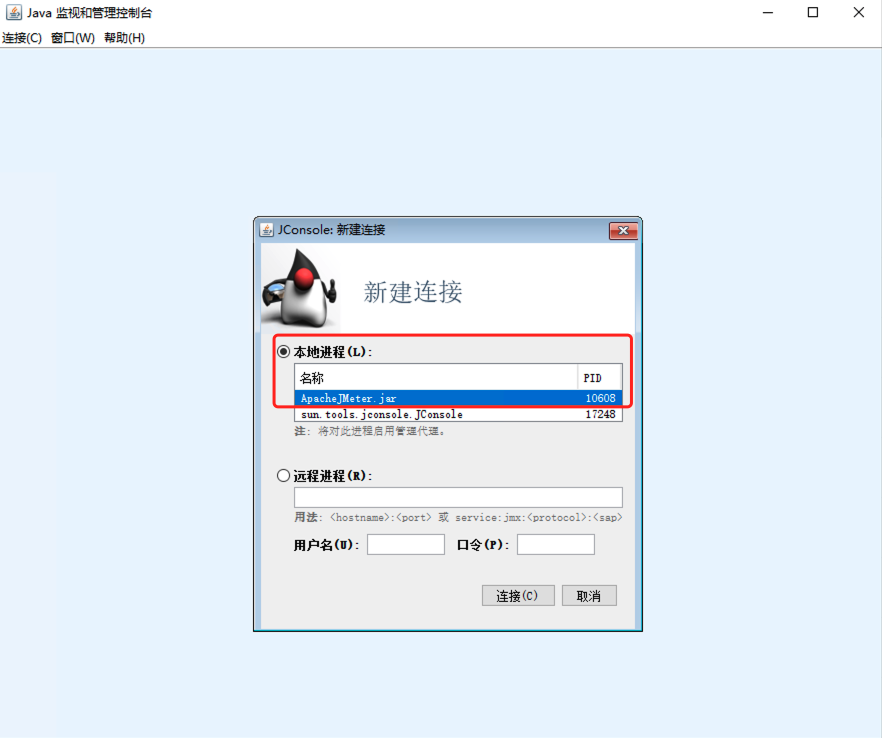 Java 监视和管理控制台
连接(C) 窗口(W) 帮助(H)
JConsole: 新建连接
新建连接
本地进程(L):
名称 PID
ApacheJMeter.jar 10608
sun.tools.jconsole.JConsole 17248
注: 将对此进程启用管理代理。
远程进程(R):
用法: <hostname>:<port> 或 service:jmx:<protocol>:<sap>
用户名(U): 口令(P):
连接(C) 取消